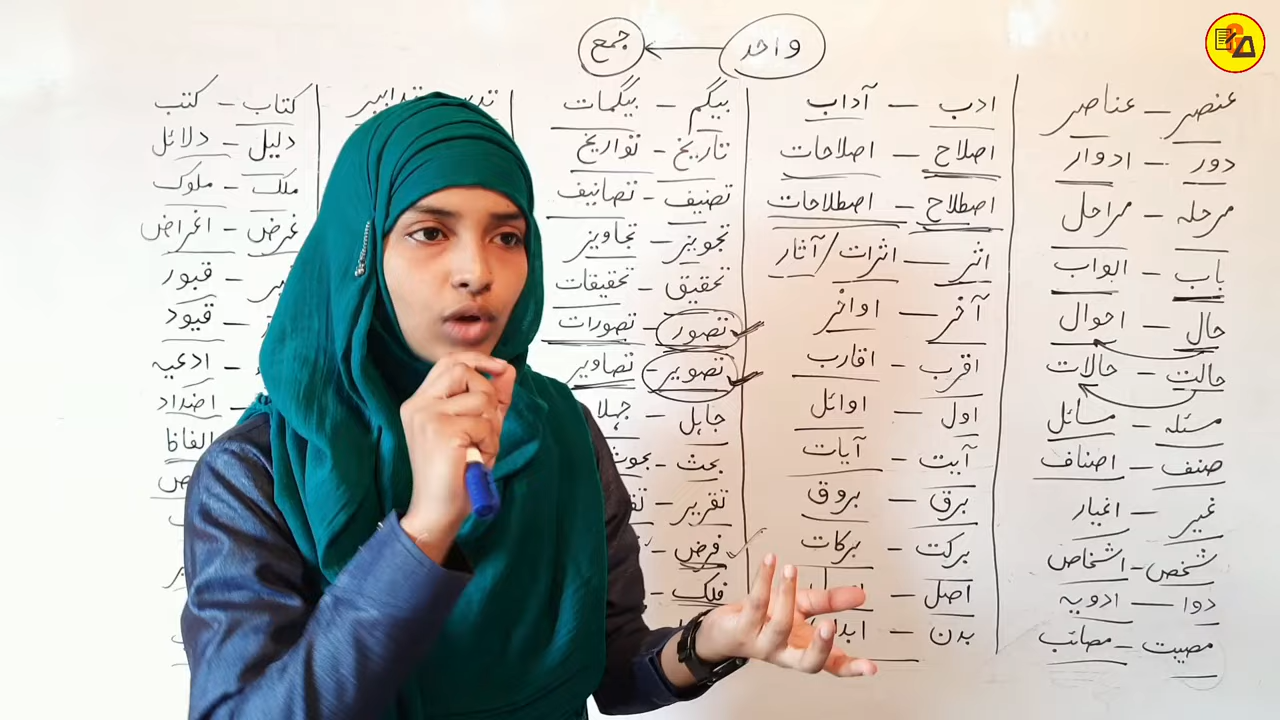 واحد ← جمع
عنصر – عناصر
دور – ادوار
مرحلہ – مراحل
باب – ابواب
حال – احوال
حالت – حالات
مسئلہ – مسائل
صنف – اصناف
غیر – اغیار
شخص – اشخاص
دوا – ادویہ
مصیبت – مصائب
ادب – آداب
اصلاح – اصلاحات
اصطلاح – اصطلاحات
اثر – اثرات / آثار
آخر – اواخر
اقرب – اقارب
اول – اوائل
آیت – آیات
برق – بروق
برکت – برکات
اصل –
بدن –
بیگم – بیگمات
تاریخ – تواریخ
تصنیف – تصانیف
تجویز – تجاویز
تحقیق – تحقیقات
تصور – تصورات
تصویر – تصاویر
جاہل – جہلا
بحث –
تقریر –
فرض –
فلک –
تدابیر
کتاب – کتب
دلیل – دلائل
ملک – ملوک
غرض – اغراض
– قبور
– قیود
– ادعیہ
– اضداد
الفاظ